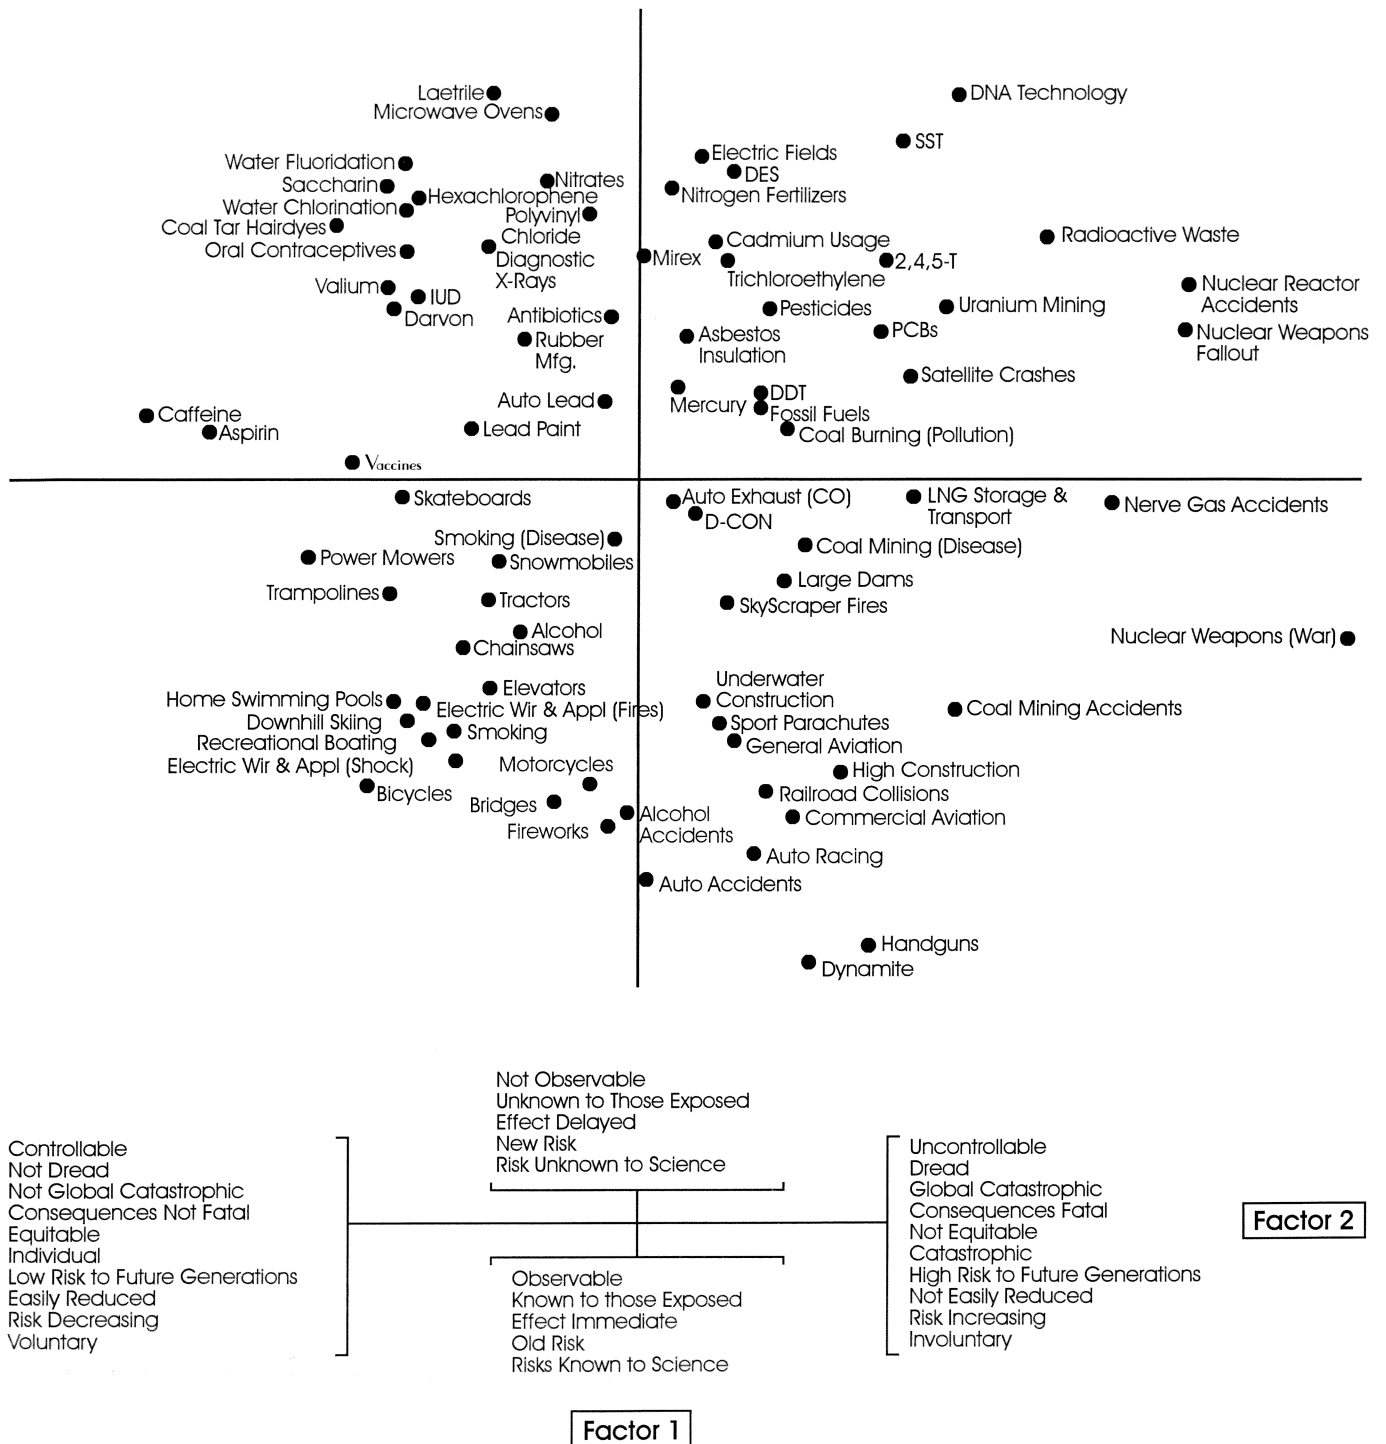 Laetrile
Microwave Ovens
Water Fluoridation
Saccharin
Hexachlorophene
Nitrates
Water Chlorination
Polyvinyl
Chloride
Coal Tar Hairdyes
Oral Contraceptives
Diagnostic
X-Rays
Valium
IUD
Darvon
Antibiotics
Rubber
Mfg.
Auto Lead
Caffeine
Aspirin
Lead Paint
Vaccines
DNA Technology
SST
Electric Fields
DES
Nitrogen Fertilizers
Cadmium Usage
Radioactive Waste
Mirex
2,4,5-T
Trichloroethylene
Nuclear Reactor
Accidents
Pesticides
Uranium Mining
Asbestos
Insulation
PCBs
Nuclear Weapons
Fallout
Satellite Crashes
Mercury
DDT
Fossil Fuels
Coal Burning (Pollution)
Skateboards
Smoking (Disease)
Power Mowers
Snowmobiles
Trampolines
Tractors
Alcohol
Chainsaws
Elevators
Home Swimming Pools
Electric Wir & Appl (Fires)
Downhill Skiing
Smoking
Recreational Boating
Electric Wir & Appl (Shock)
Motorcycles
Bicycles
Bridges
Fireworks
Alcohol
Accidents
Auto Exhaust (CO)
D-CON
LNG Storage &
Transport
Nerve Gas Accidents
Coal Mining (Disease)
Large Dams
SkyScraper Fires
Nuclear Weapons (War)
Underwater
Construction
Sport Parachutes
General Aviation
Coal Mining Accidents
High Construction
Railroad Collisions
Commercial Aviation
Auto Racing
Auto Accidents
Handguns
Dynamite
Not Observable
Unknown to Those Exposed
Effect Delayed
New Risk
Risk Unknown to Science
Controllable
Not Dread
Not Global Catastrophic
Consequences Not Fatal
Equitable
Individual
Low Risk to Future Generations
Easily Reduced
Risk Decreasing
Voluntary
Uncontrollable
Dread
Global Catastrophic
Consequences Fatal
Not Equitable
Catastrophic
High Risk to Future Generations
Not Easily Reduced
Risk Increasing
Involuntary
Factor 2
Observable
Known to those Exposed
Effect Immediate
Old Risk
Risks Known to Science
Factor 1